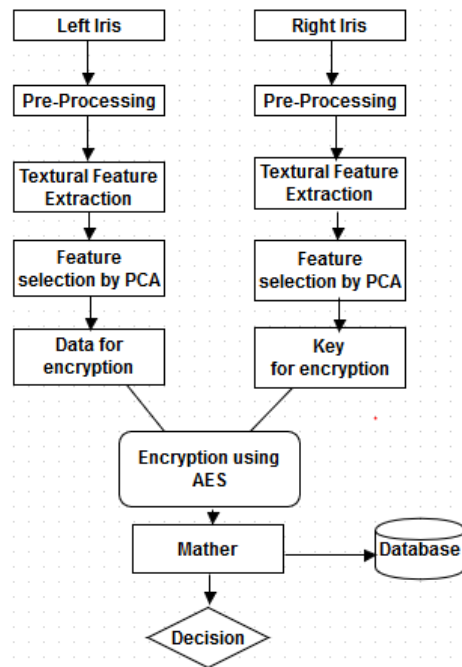 Left Iris
Pre-Processing
Textural Feature
Extraction
Feature
selection by PCA
Data for
encryption
Right Iris
Pre-Processing
Textural Feature
Extraction
Feature
selection by PCA
Key
for encryption
Encryption using
AES
Mather
Database
Decision